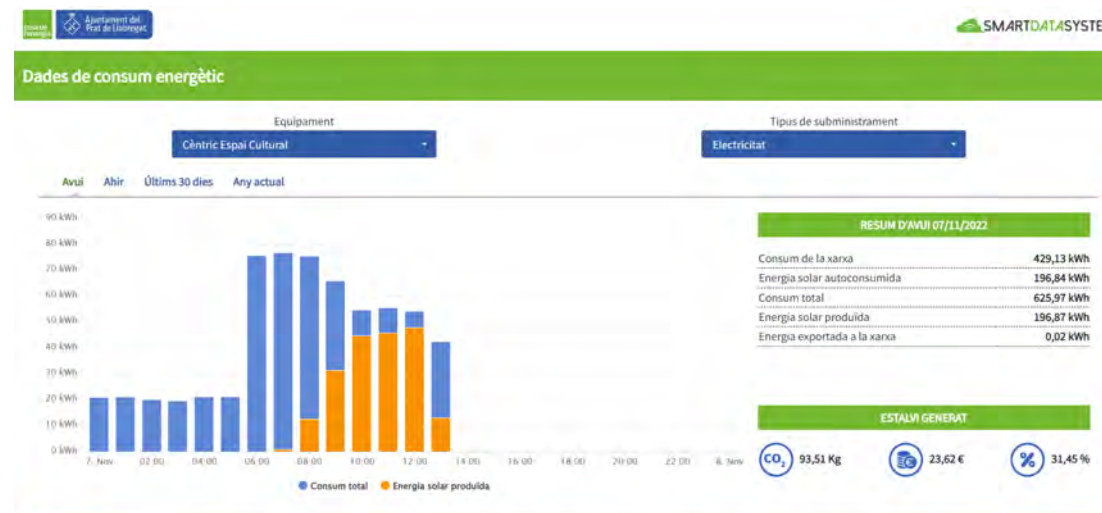 Ajuntament del
Prat de Llobregat
SMARTDATASYSTE
Dades de consum energètic
Equipament
Tipus de subministrament
Cèntric Espai Cultural
Electricitat
Avui Ahir Últims 30 dies Any actual
90 kWh
80 kWh
70 kWh
60 kWh
50 kWh
40 kWh
30 kWh
20 kWh
10 kWh
0 kWh
7. Nov 02:00 04:00 06:00 08:00 10:00 12:00 14:00 16:00 18:00 20:00 22:00 8. Nov
Consum total Energia solar produïda
RESUM D'AVUI 07/11/2022
Consum de la xarxa 429,13 kWh
Energia solar autoconsumida 196,84 kWh
Consum total 625,97 kWh
Energia solar produïda 196,87 kWh
Energia exportada a la xarxa 0,02 kWh
ESTALVI GENERAT
CO₂ 93,51 Kg 23,62 € % 31,45 %